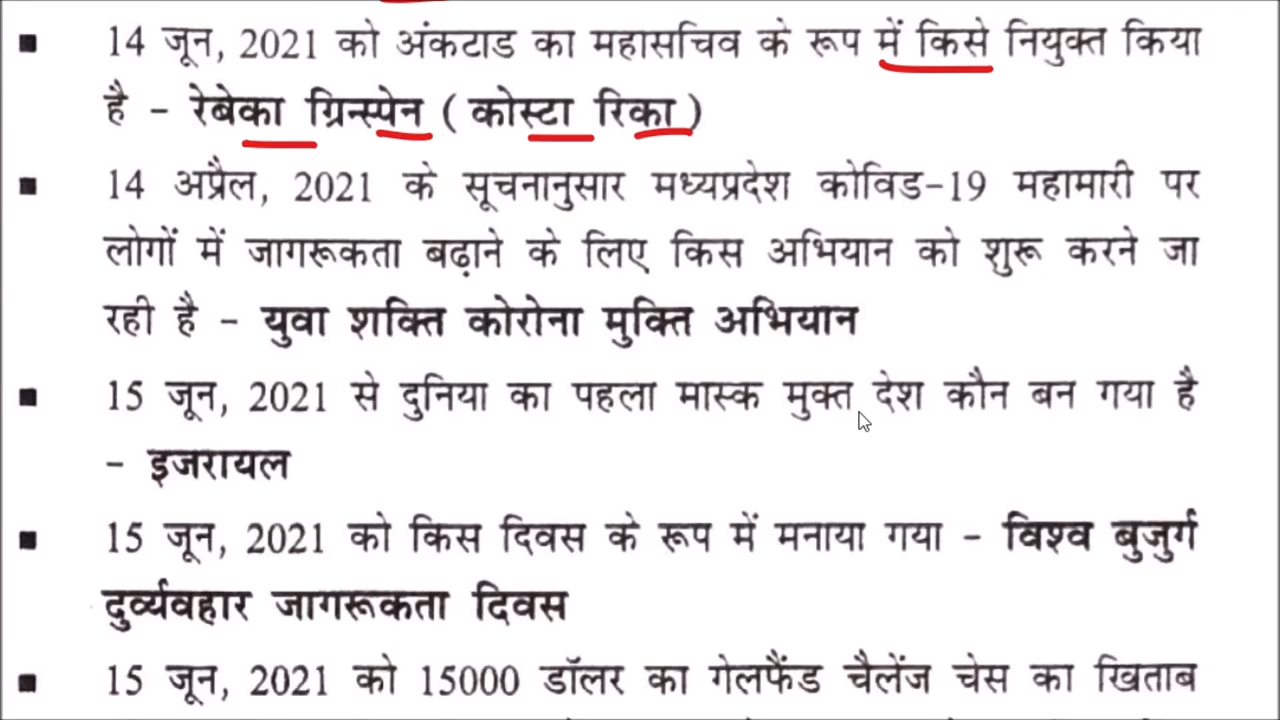 14 जून, 2021 को अंकटाड का महासचिव के रूप में किसे नियुक्त किया
है - रेबेका ग्रिन्स्पेन ( कोस्टा रिका )
14 अप्रैल, 2021 के सूचनानुसार मध्यप्रदेश कोविड-19 महामारी पर
लोगों में जागरूकता बढ़ाने के लिए किस अभियान को शुरू करने जा
रही है - युवा शक्ति कोरोना मुक्ति अभियान
15 जून, 2021 से दुनिया का पहला मास्क मुक्त देश कौन बन गया है
- इजरायल
15 जून, 2021 को किस दिवस के रूप में मनाया गया - विश्व बुजुर्ग
दुर्व्यवहार जागरूकता दिवस
15 जून, 2021 को 15000 डॉलर का गेलफैंड चैलेंज चेस का खिताब